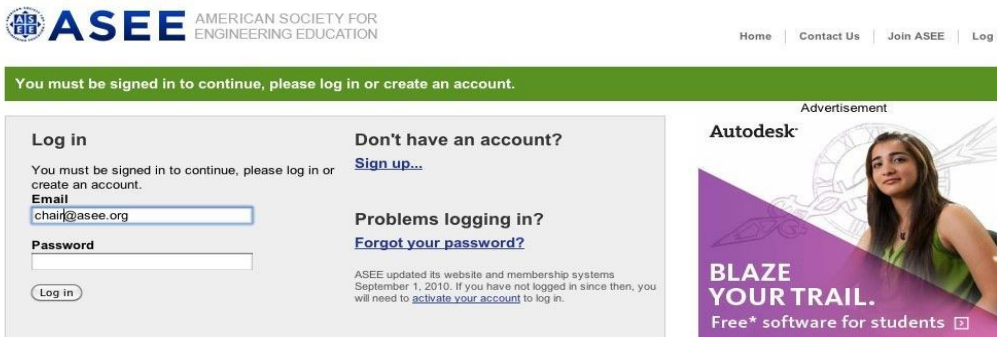 ASEE AMERICAN SOCIETY FOR
ENGINEERING EDUCATION
Home Contact Us Join ASEE Log
You must be signed in to continue, please log in or create an account.
Log in
You must be signed in to continue, please log in or
create an account.
Email
chair@asee.org
Password
Log in
Don't have an account?
Sign up...
Problems logging in?
Forgot your password?
ASEE updated its website and membership systems
September 1, 2010. If you have not logged in since then, you
will need to activate your account to log in.
Advertisement
Autodesk
BLAZE
YOUR TRAIL.
Free* software for students